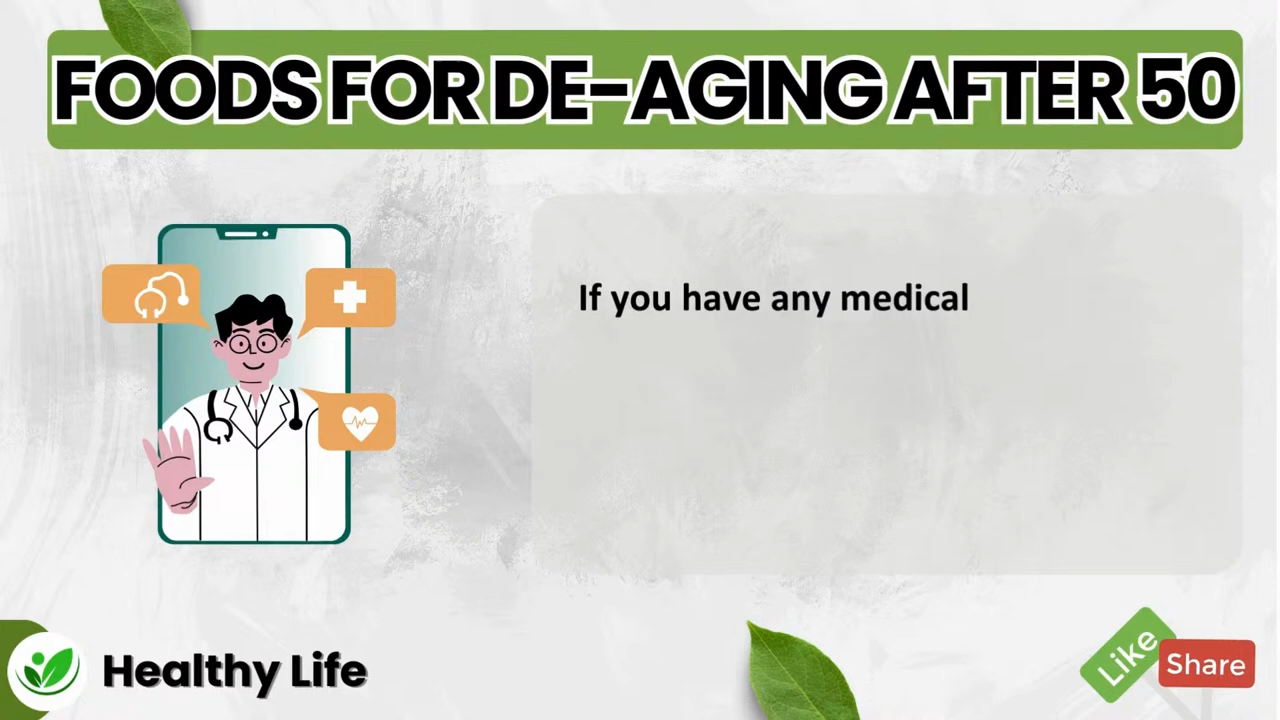 FOODS FOR DE-AGING AFTER 50
If you have any medical
Healthy Life
Like
Share